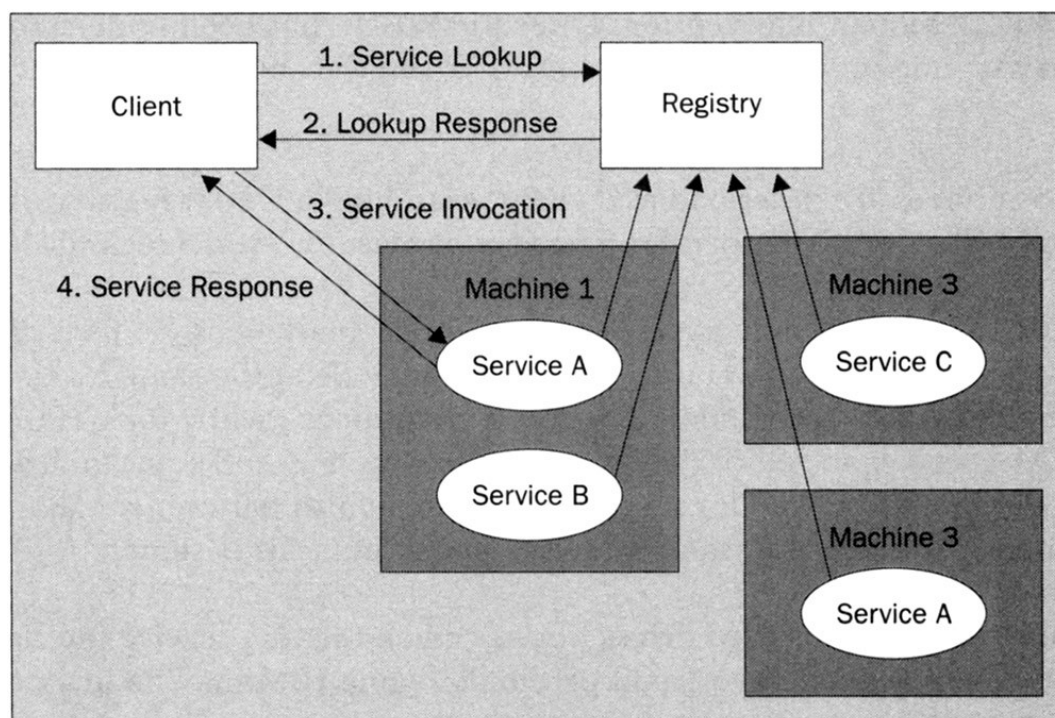 1. Service Lookup
Client
Registry
2. Lookup Response
3. Service Invocation
4. Service Response
Machine 1
Machine 3
Service A
Service C
Service B
Machine 3
Service A